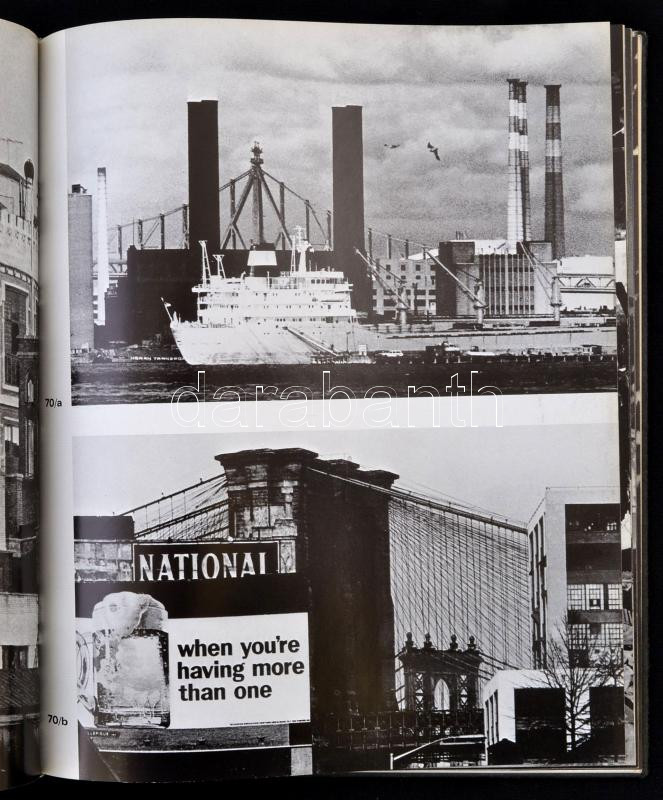 70/a
darabanth
NATIONAL
when you're
having more
than one
70/b